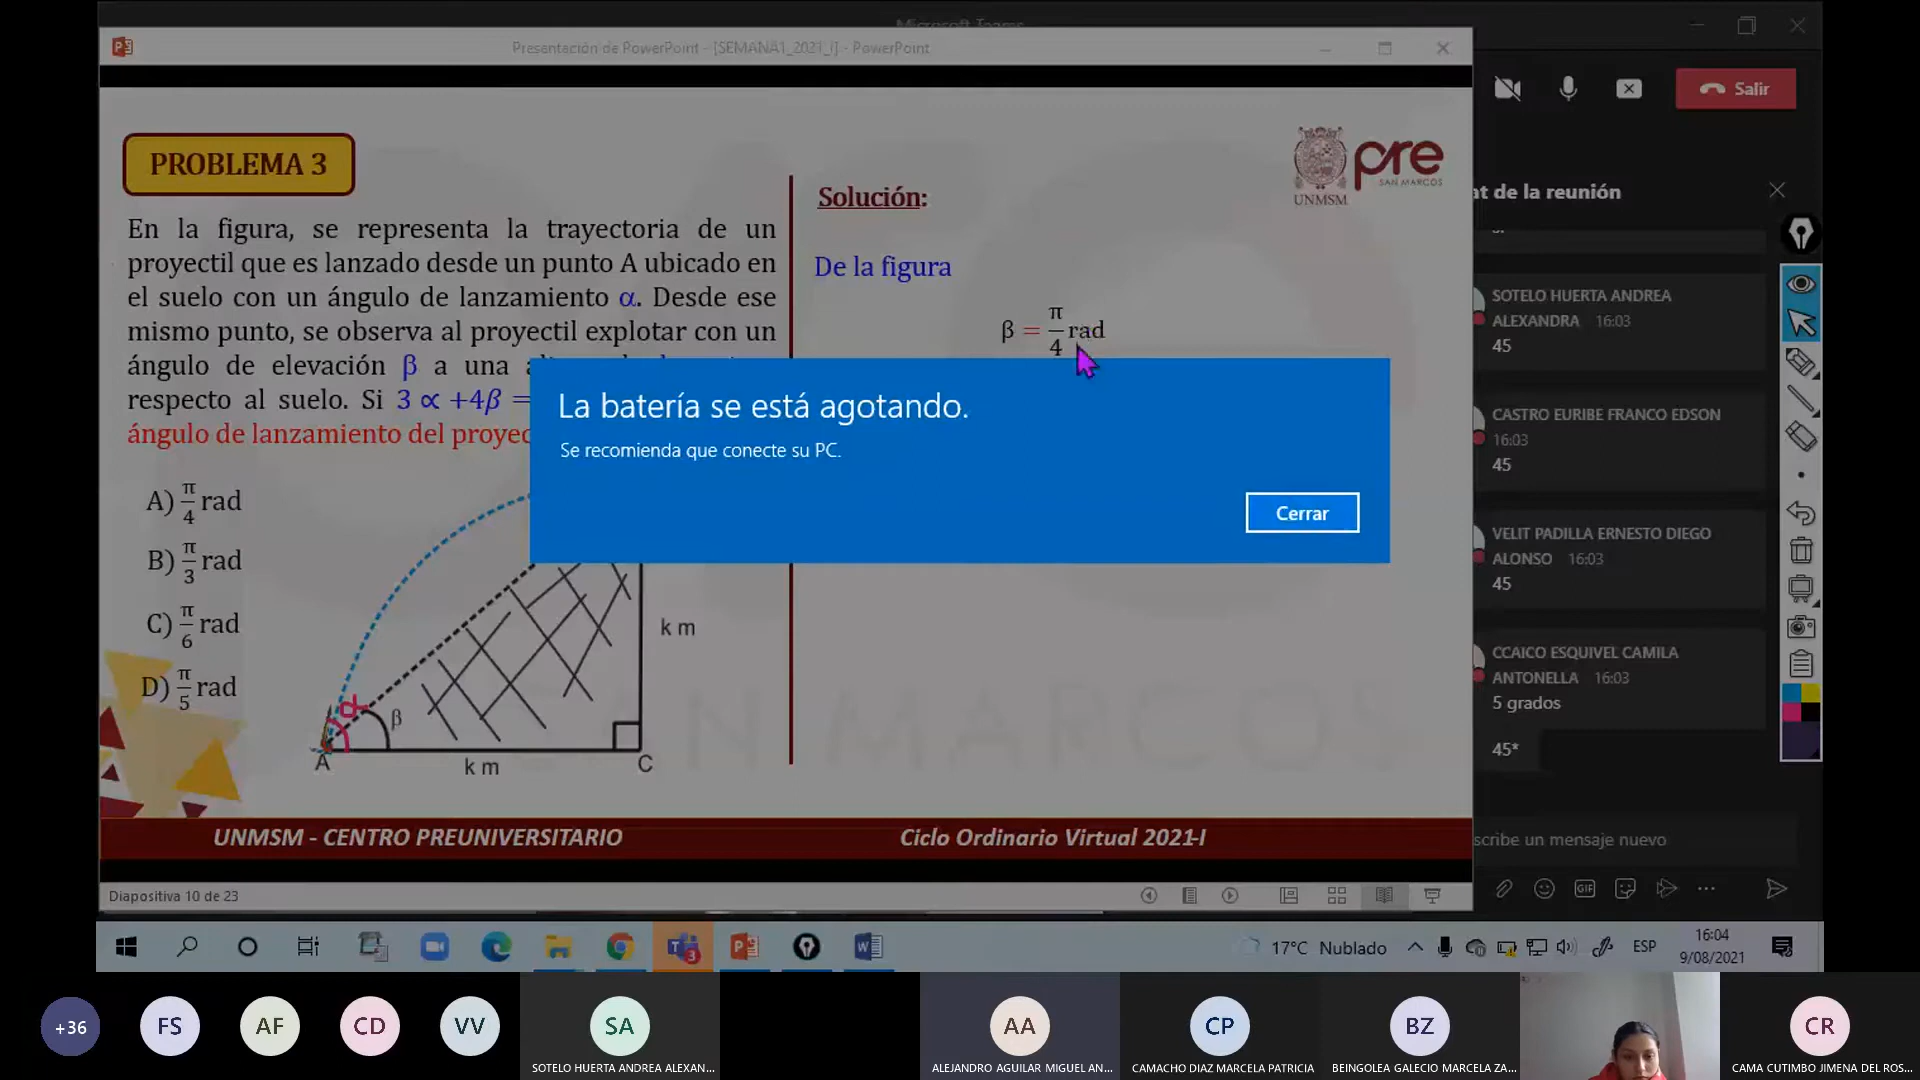 Microsoft Teams
Presentación de PowerPoint - [SEMANA1_2021_I] - PowerPoint
Salir
PROBLEMA 3
En la figura, se representa la trayectoria de un
proyectil que es lanzado desde un punto A ubicado en
el suelo con un ángulo de lanzamiento α. Desde ese
mismo punto, se observa al proyectil explotar con un
ángulo de elevación β a una
respecto al suelo. Si 3 ∝ +4β =
ángulo de lanzamiento del proyec
A) π/4 rad
B) π/3 rad
C) π/6 rad
D) π/5 rad
α
β
A
k m
C
k m
Solución:
De la figura
β = π/4 rad
UNMSM
pre
SAN MARCOS
N MARCOS
La batería se está agotando.
Se recomienda que conecte su PC.
Cerrar
UNMSM - CENTRO PREUNIVERSITARIO
Ciclo Ordinario Virtual 2021-I
Diapositiva 10 de 23
at de la reunión
SOTELO HUERTA ANDREA
ALEXANDRA 16:03
45
CASTRO EURIBE FRANCO EDSON
16:03
45
VELIT PADILLA ERNESTO DIEGO
ALONSO 16:03
45
CCAICO ESQUIVEL CAMILA
ANTONELLA 16:03
5 grados
45*
scribe un mensaje nuevo
GIF
3
17°C Nublado
ESP
16:04
9/08/2021
+36
FS
AF
CD
VV
SA
SOTELO HUERTA ANDREA ALEXAN...
AA
ALEJANDRO AGUILAR MIGUEL AN...
CP
CAMACHO DIAZ MARCELA PATRICIA
BZ
BEINGOLEA GALECIO MARCELA ZA...
CR
CAMA CUTIMBO JIMENA DEL ROS...